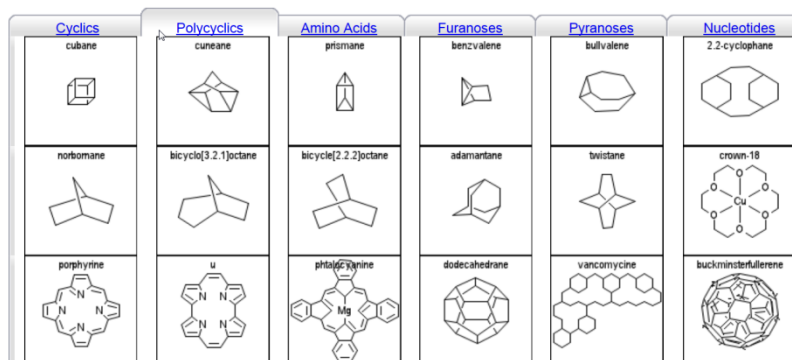 Cyclics Polycyclics Amino Acids Furanoses Pyranoses Nucleotides
cubane cuneane prismane benzvalene bullvalene 2.2-cyclophane
norbornane bicyclo[3.2.1]octane bicycle[2.2.2]octane adamantane twistane crown-18
O
O O
Cu
O O
O
porphyrine u phtalocyanine dodecahedrane vancomycine buckminsterfullerene
N N N
N N
N N
Mg